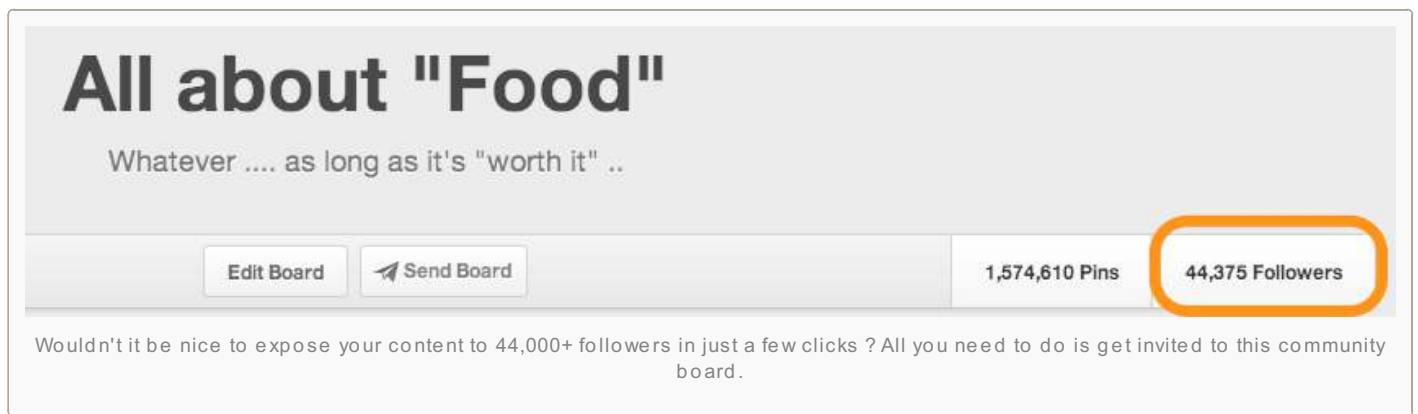 All about "Food"
Whatever .... as long as it's "worth it" ..
Edit Board
Send Board
1,574,610 Pins
44,375 Followers
Wouldn't it be nice to expose your content to 44,000+ followers in just a few clicks ? All you need to do is get invited to this community
board.